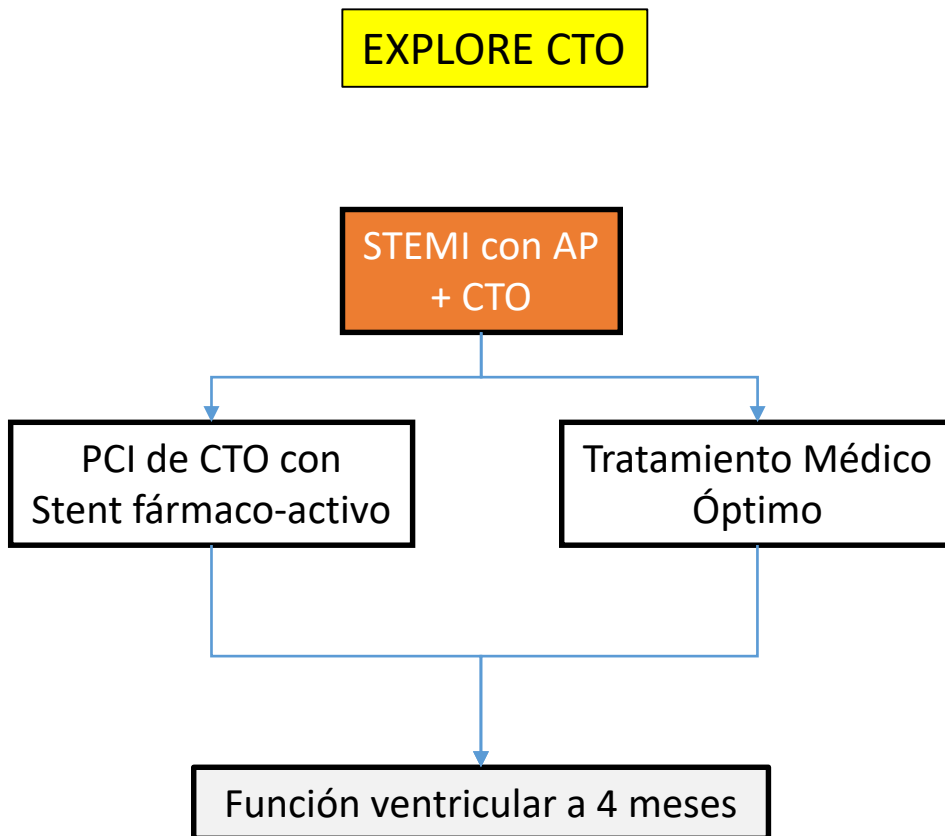 EXPLORE CTO
STEMI con AP
+ CTO
PCI de CTO con
Stent fármaco-activo
Tratamiento Médico
Óptimo
Función ventricular a 4 meses